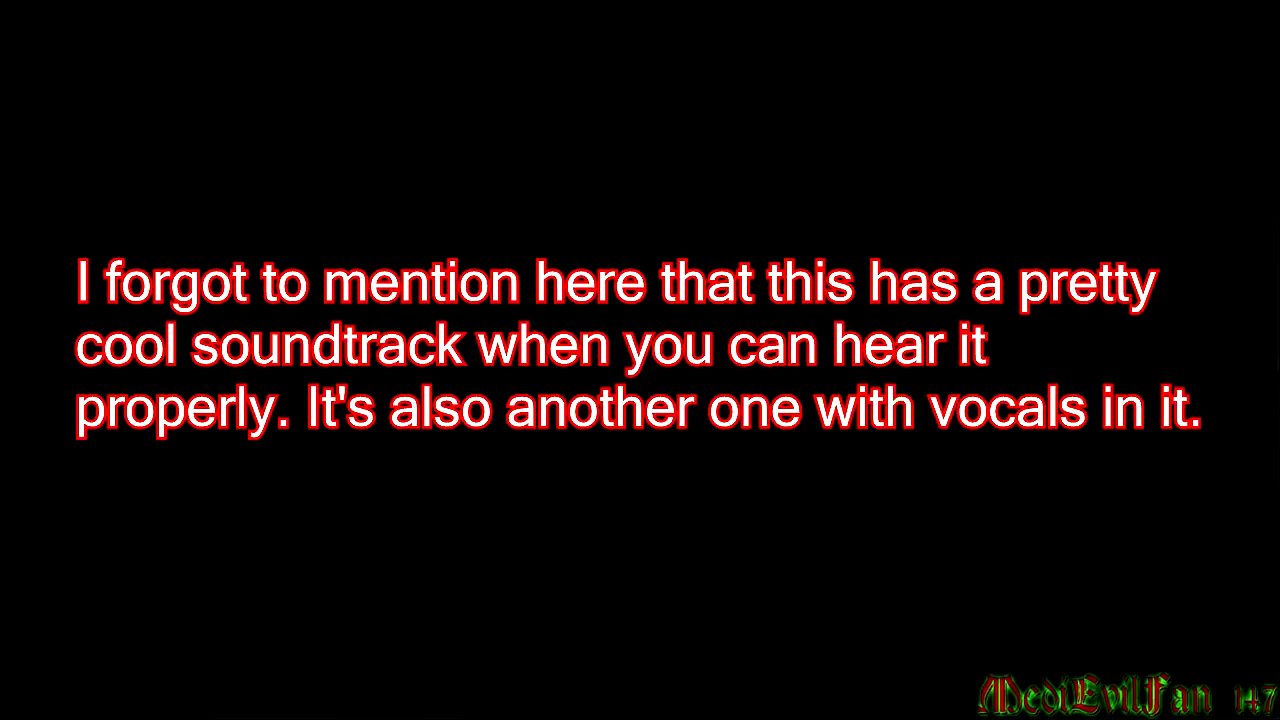 I forgot to mention here that this has a pretty
cool soundtrack when you can hear it
properly. It's also another one with vocals in it.
MediEvilFan 147